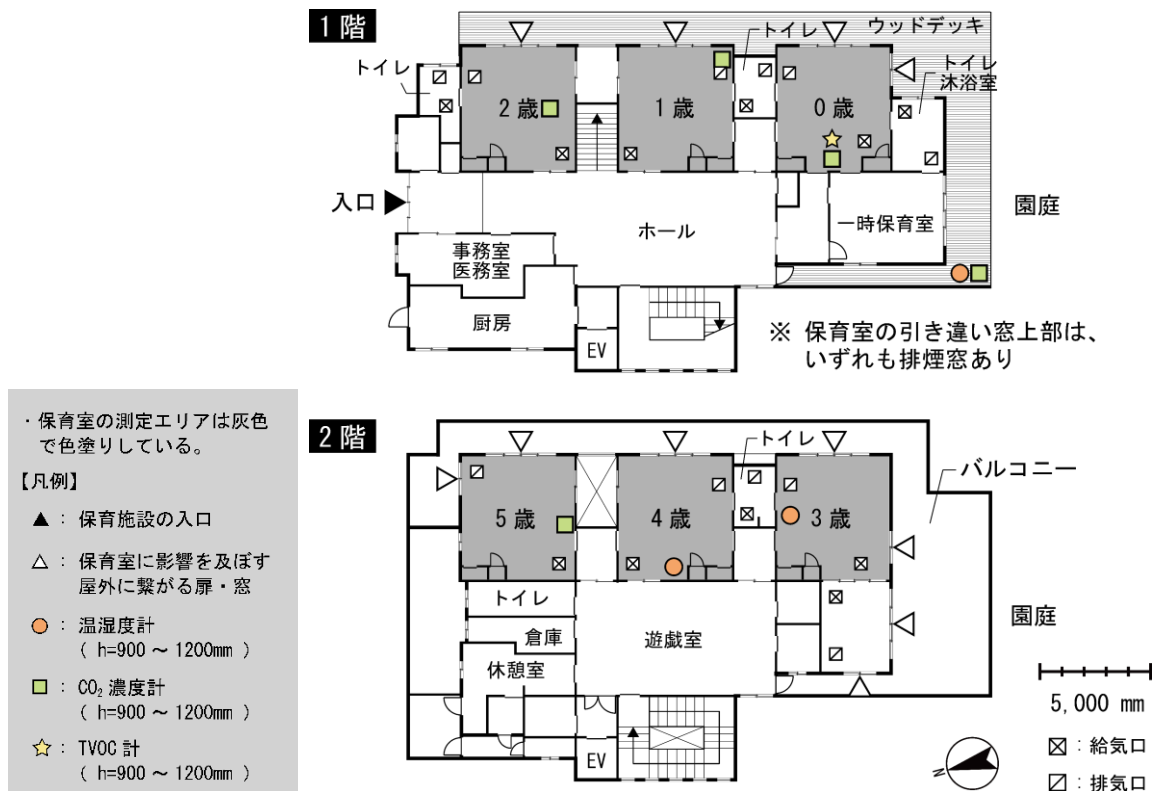 1階
ウッドデッキ
トイレ
トイレ
トイレ
沐浴室
2歳
1歳
0歳
入口
ホール
一時保育室
園庭
事務室
医務室
厨房
EV
※ 保育室の引き違い窓上部は、
いずれも排煙窓あり
・保育室の測定エリアは灰色
で色塗りしている。
【凡例】
▲ : 保育施設の入口
△ : 保育室に影響を及ぼす
屋外に繋がる扉・窓
: 温湿度計
( h=900 ~ 1200mm )
: CO₂ 濃度計
( h=900 ~ 1200mm )
☆ : TVOC 計
( h=900 ~ 1200mm )
2階
トイレ
バルコニー
5歳
4歳
3歳
トイレ
倉庫
遊戯室
休憩室
園庭
EV
N
5,000 mm
: 給気口
: 排気口